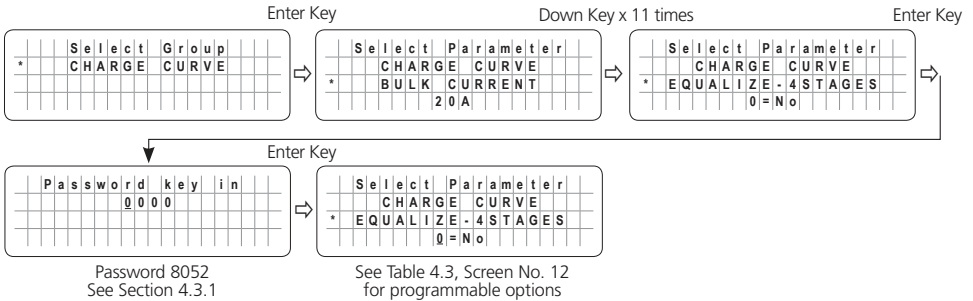 Enter Key
Down Key x 11 times
Enter Key
Select Group
* CHARGE CURVE
Select Parameter
CHARGE CURVE
* BULK CURRENT
20A
Select Parameter
CHARGE CURVE
* EQUALIZE-4STAGES
0=No
Enter Key
Password key in
0000
Select Parameter
CHARGE CURVE
* EQUALIZE-4STAGES
0=No
Password 8052
See Section 4.3.1
See Table 4.3, Screen No. 12
for programmable options